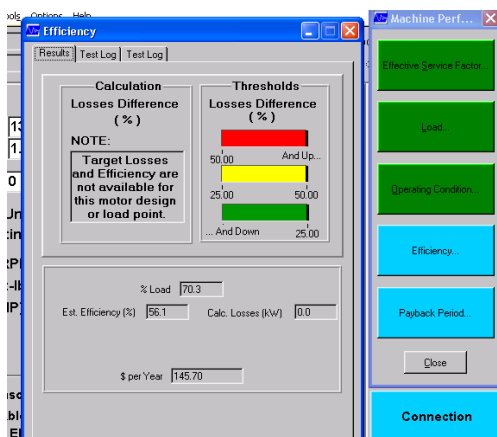 ools Options Help
Efficiency
Results Test Log Test Log
Calculation
Losses Difference
( % )
NOTE:
Target Losses
and Efficiency are
not available for
this motor design
or load point.
Thresholds
Losses Difference
( % )
50.00 And Up...
25.00 50.00
... And Down 25.00
% Load 70.3
Est. Efficiency (%) 56.1 Calc. Losses (kW) 0.0
$ per Year 145.70
Machine Perf...
Effective Service Factor...
Load...
Operating Condition...
Efficiency...
Payback Period...
Close
Connection